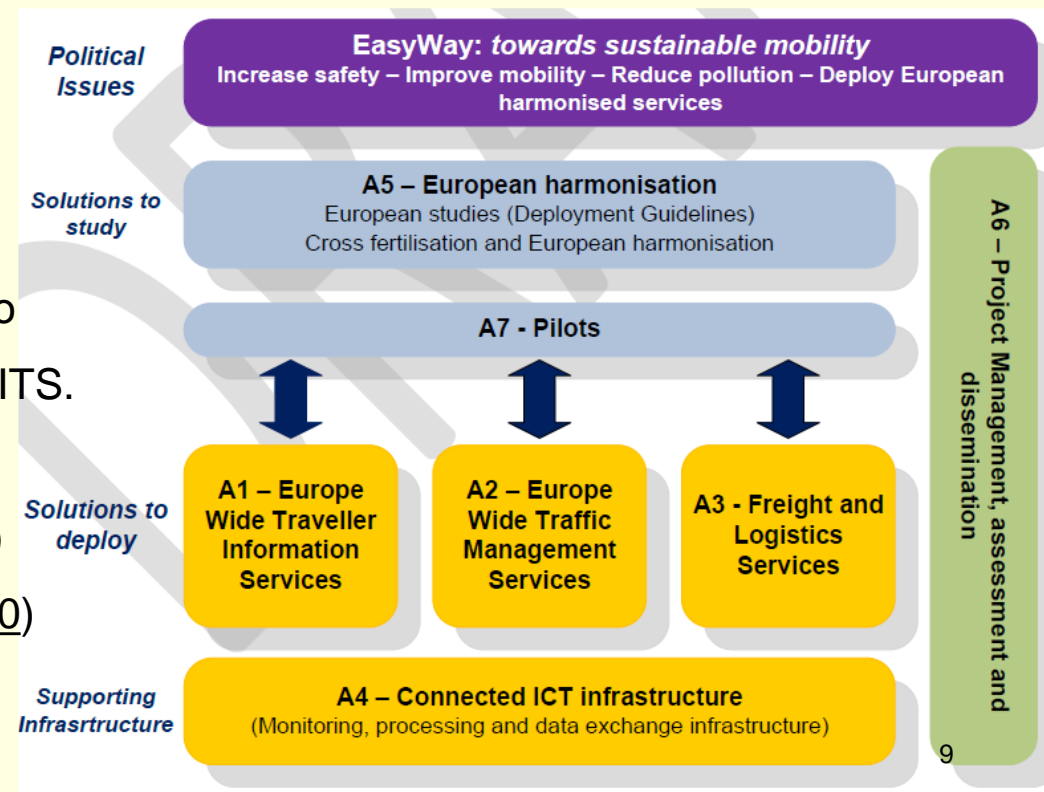 Political
Issues
EasyWay: towards sustainable mobility
Increase safety – Improve mobility – Reduce pollution – Deploy European
harmonised services
Solutions to
study
A5 – European harmonisation
European studies (Deployment Guidelines)
Cross fertilisation and European harmonisation
A7 - Pilots
ITS.
Solutions to
deploy
A1 – Europe
Wide Traveller
Information
Services
A2 – Europe
Wide Traffic
Management
Services
A3 - Freight and
Logistics
Services
0)
Supporting
Infrasrtructure
A4 – Connected ICT infrastructure
(Monitoring, processing and data exchange infrastructure)
A6 – Project Management, assessment and
dissemination
9